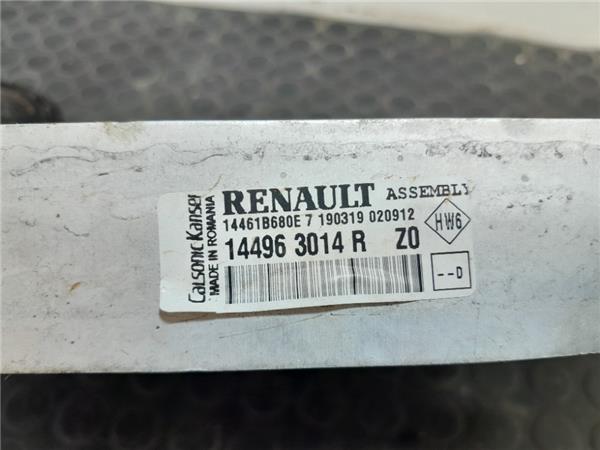 RENAULT ASSEMBLY
14461B680E 7 190319 020912
14496 3014 R Z0
HW6
--D
Calsonic Kansei
MADE IN ROMANIA